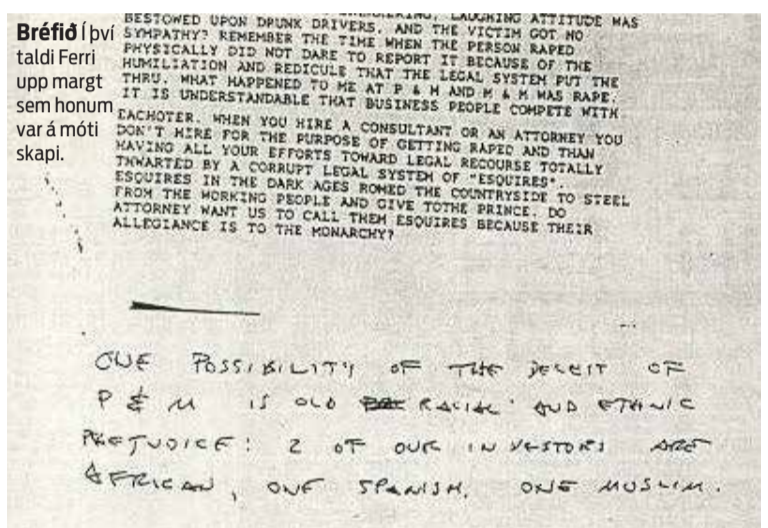 Bréfið Í því
taldi Ferri
upp margt
sem honum
var á móti
skapi.
LAUGHING ATTITUDE WAS
BESTOWED UPON DRUNK DRIVERS. AND THE VICTIM GOT NO
SYMPATHY? REMEMBER THE TIME WHEN THE PERSON RAPED
PHYSICALLY DID NOT DARE TO REPORT IT BECAUSE OF THE
HUMILIATION AND REDICULE THAT THE LEGAL SYSTEM PUT THE
THRU. WHAT HAPPENED TO ME AT P & M AND M & M WAS RAPE.
IT IS UNDERSTANDABLE THAT BUSINESS PEOPLE COMPETE WITH
EACHOTER. WHEN YOU HIRE A CONSULTANT OR AN ATTORNEY YOU
DON'T HIRE FOR THE PURPOSE OF GETTING RAPED AND THAN
HAVING ALL YOUR EFFORTS TOWARD LEGAL RECOURSE TOTALLY
THWARTED BY A CORRUPT LEGAL SYSTEM OF "ESQUIRES".
ESQUIRES IN THE DARK AGES ROMED THE COUNTRYSIDE TO STEEL
FROM THE WORKING PEOPLE AND GIVE TOTHE PRINCE. DO
ATTORNEY WANT US TO CALL THEM ESQUIRES BECAUSE THEIR
ALLEGIANCE IS TO THE MONARCHY?
ONE POSSIBILITY OF THE DECEIT OF
P & M IS OLD RACIAL AND ETHNIC
PREJUDICE: 2 OF OUR INVESTORS ARE
AFRICAN, ONE SPANISH. ONE MUSLIM.